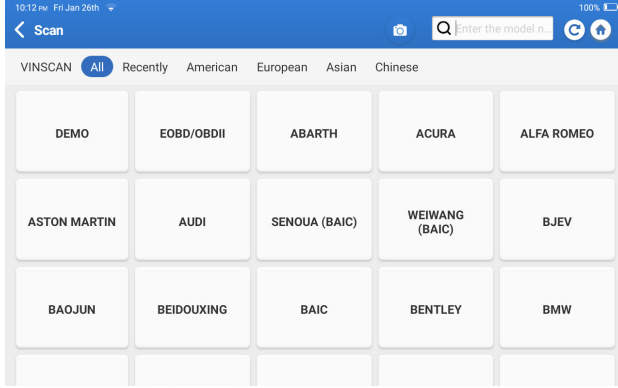 10:12 PM Fri Jan 26th 100%
Scan Enter the model n...
VINSCAN All Recently American European Asian Chinese
DEMO EOBD/OBDII ABARTH ACURA ALFA ROMEO
ASTON MARTIN AUDI SENOUA (BAIC) WEIWANG
(BAIC) BJEV
BAOJUN BEIDOUXING BAIC BENTLEY BMW